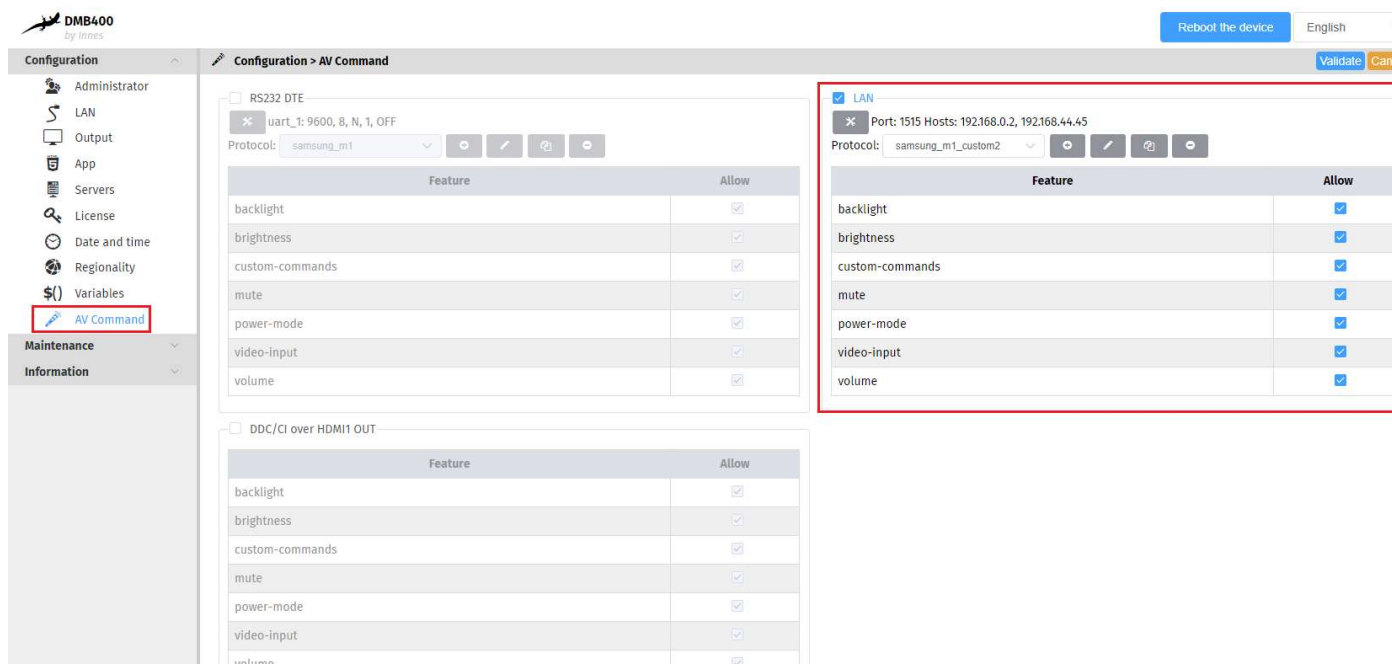 DMB400
by Innes
Reboot the device
English
Configuration
Configuration > AV Command
Validate
Administrator
LAN
Output
App
Servers
License
Date and time
Regionality
$() Variables
AV Command
Maintenance
Information
RS232 DTE
uart_1: 9600, 8, N, 1, OFF
Protocol: samsung_m1
Feature Allow
backlight
brightness
custom-commands
mute
power-mode
video-input
volume
LAN
Port: 1515 Hosts: 192.168.0.2, 192.168.44.45
Protocol: samsung_m1_custom2
Feature Allow
backlight
brightness
custom-commands
mute
power-mode
video-input
volume
DDC/CI over HDMI1 OUT
Feature Allow
backlight
brightness
custom-commands
mute
power-mode
video-input
volume